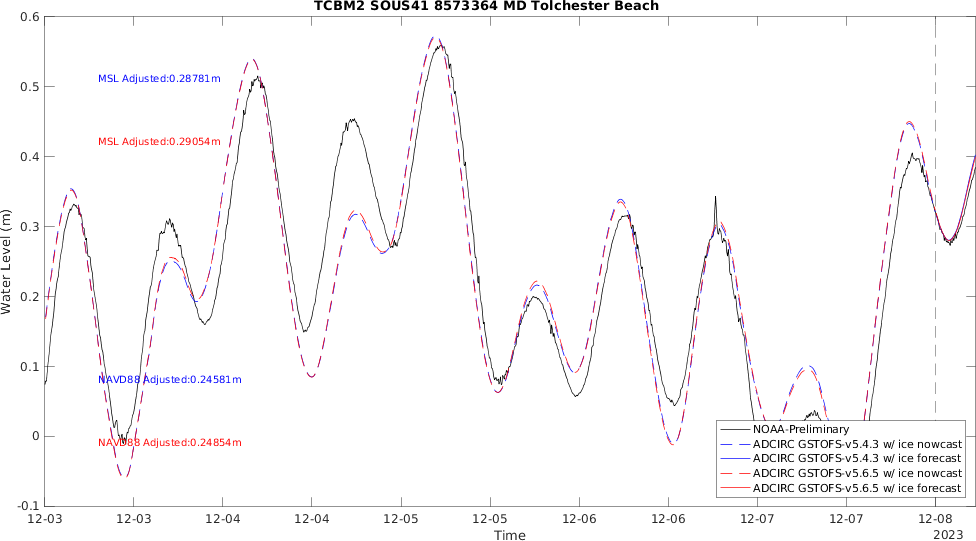 TCBM2 SOUS41 8573364 MD Tolchester Beach
0.6
0.5
0.4
0.3
0.2
0.1
0
-0.1
Water Level (m)
MSL Adjusted:0.28781m
MSL Adjusted:0.29054m
NAVD88 Adjusted:0.24581m
NAVD88 Adjusted:0.24854m
NOAA-Preliminary
ADCIRC GSTOFS-v5.4.3 w/ ice nowcast
ADCIRC GSTOFS-v5.4.3 w/ ice forecast
ADCIRC GSTOFS-v5.6.5 w/ ice nowcast
ADCIRC GSTOFS-v5.6.5 w/ ice forecast
12-03 12-03 12-04 12-04 12-05 12-05 12-06 12-06 12-07 12-07 12-08
2023
Time